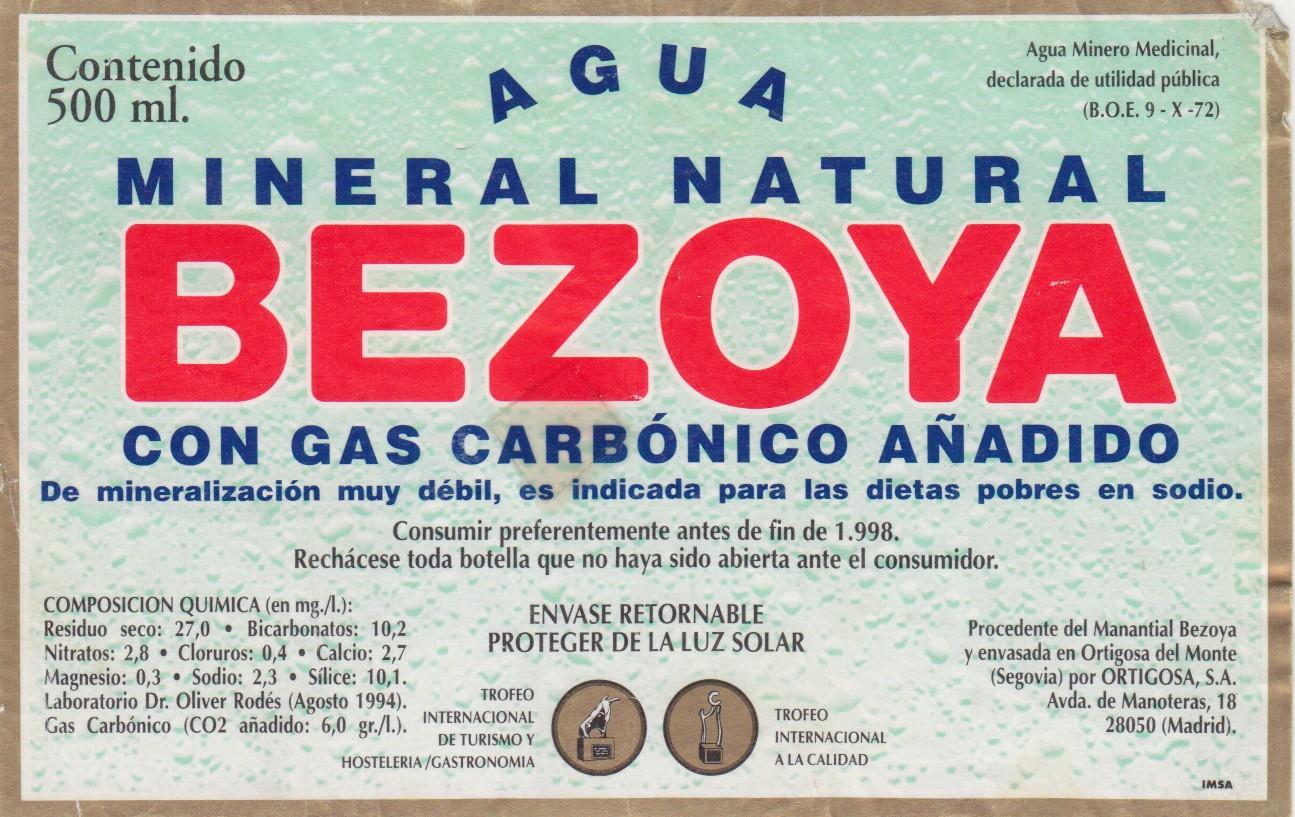 Contenido
500 ml.
AGUA
Agua Minero Medicinal,
declarada de utilidad pública
(B.O.E. 9 - X -72)
MINERAL NATURAL
BEZOYA
CON GAS CARBÓNICO AÑADIDO
De mineralización muy débil, es indicada para las dietas pobres en sodio.
Consumir preferentemente antes de fin de 1.998.
Rechácese toda botella que no haya sido abierta ante el consumidor.
COMPOSICION QUIMICA (en mg./l.):
Residuo seco: 27,0 • Bicarbonatos: 10,2
Nitratos: 2,8 • Cloruros: 0,4 • Calcio: 2,7
Magnesio: 0,3 • Sodio: 2,3 • Sílice: 10,1.
Laboratorio Dr. Oliver Rodés (Agosto 1994).
Gas Carbónico (CO2 añadido: 6,0 gr./l.).
ENVASE RETORNABLE
PROTEGER DE LA LUZ SOLAR
TROFEO
INTERNACIONAL
DE TURISMO Y
HOSTELERIA/GASTRONOMIA
TROFEO
INTERNACIONAL
A LA CALIDAD
Procedente del Manantial Bezoya
y envasada en Ortigosa del Monte
(Segovia) por ORTIGOSA, S.A.
Avda. de Manoteras, 18
28050 (Madrid).
IMSA